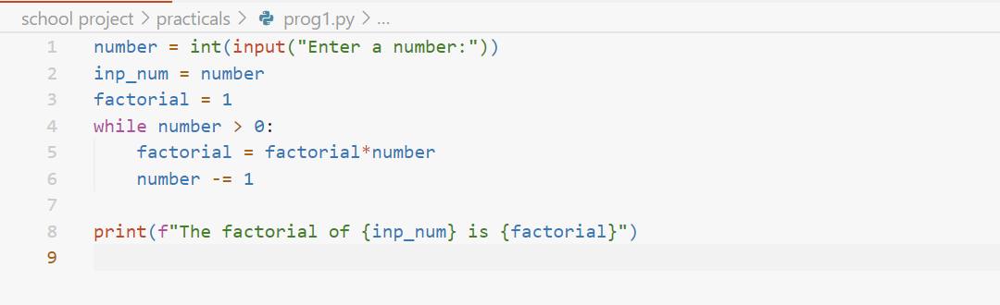 school project > practicals > prog1.py > ...
1 number = int(input("Enter a number:"))
2 inp_num = number
3 factorial = 1
4 while number > 0:
5     factorial = factorial*number
6     number -= 1
7
8 print(f"The factorial of {inp_num} is {factorial}")
9